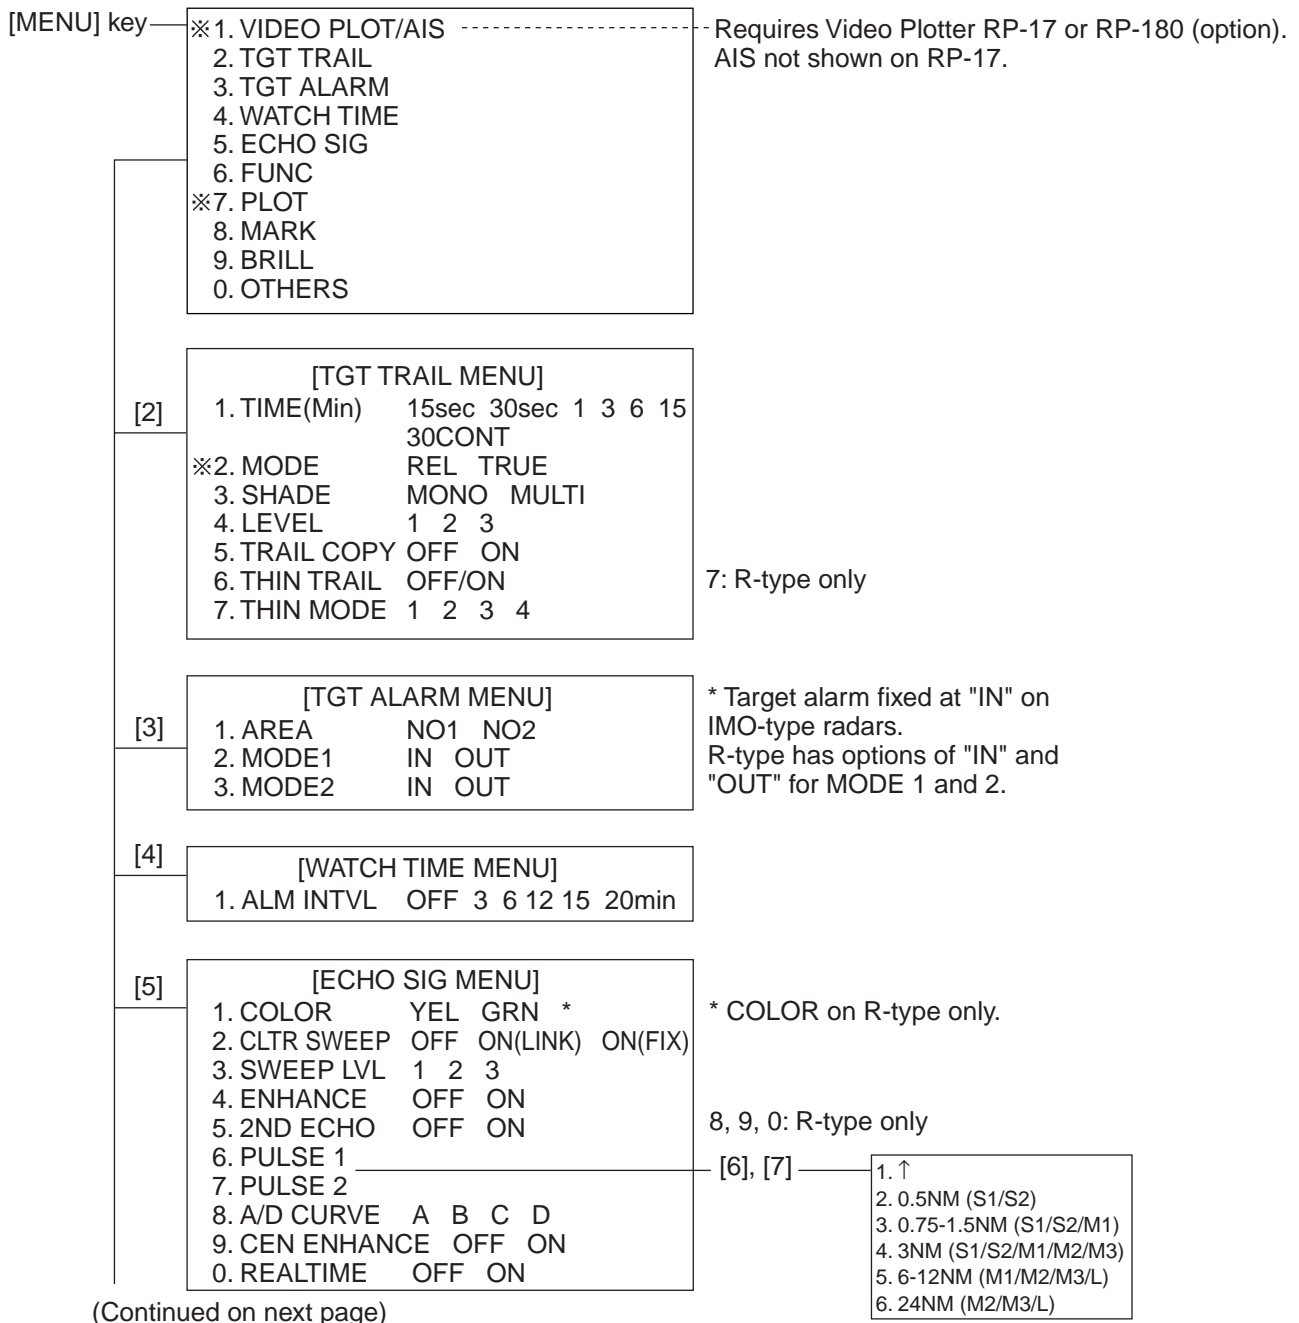 [MENU] key
※1. VIDEO PLOT/AIS
2. TGT TRAIL
3. TGT ALARM
4. WATCH TIME
5. ECHO SIG
6. FUNC
※7. PLOT
8. MARK
9. BRILL
0. OTHERS
Requires Video Plotter RP-17 or RP-180 (option).
AIS not shown on RP-17.
[2]
[TGT TRAIL MENU]
1. TIME(Min) 15sec 30sec 1 3 6 15
30CONT
※2. MODE REL TRUE
3. SHADE MONO MULTI
4. LEVEL 1 2 3
5. TRAIL COPY OFF ON
6. THIN TRAIL OFF/ON
7. THIN MODE 1 2 3 4
7: R-type only
[3]
[TGT ALARM MENU]
1. AREA NO1 NO2
2. MODE1 IN OUT
3. MODE2 IN OUT
* Target alarm fixed at "IN" on
IMO-type radars.
R-type has options of "IN" and
"OUT" for MODE 1 and 2.
[4]
[WATCH TIME MENU]
1. ALM INTVL OFF 3 6 12 15 20min
[5]
[ECHO SIG MENU]
1. COLOR YEL GRN *
2. CLTR SWEEP OFF ON(LINK) ON(FIX)
3. SWEEP LVL 1 2 3
4. ENHANCE OFF ON
5. 2ND ECHO OFF ON
6. PULSE 1
7. PULSE 2
8. A/D CURVE A B C D
9. CEN ENHANCE OFF ON
0. REALTIME OFF ON
* COLOR on R-type only.
8, 9, 0: R-type only
[6], [7]
1. ↑
2. 0.5NM (S1/S2)
3. 0.75-1.5NM (S1/S2/M1)
4. 3NM (S1/S2/M1/M2/M3)
5. 6-12NM (M1/M2/M3/L)
6. 24NM (M2/M3/L)
(Continued on next page)